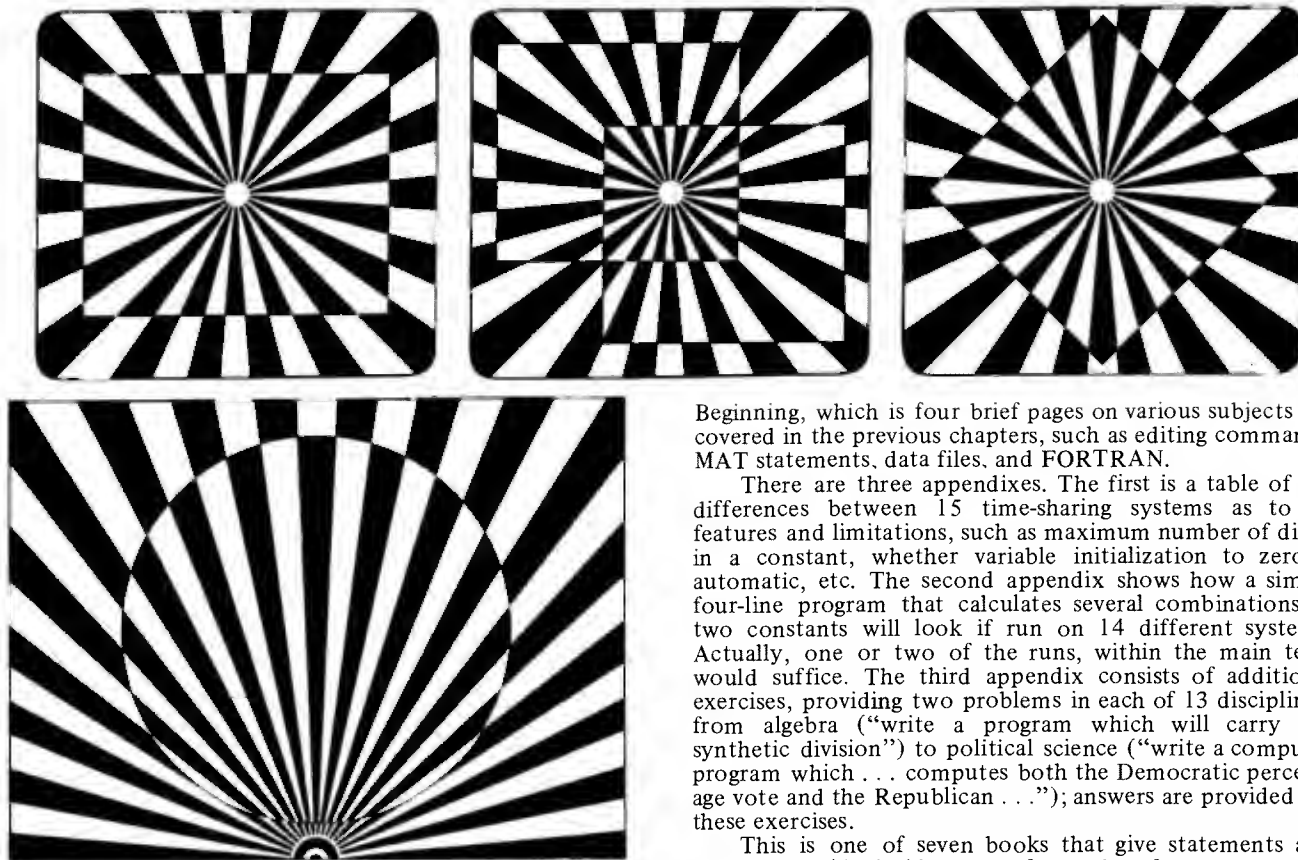 Beginning, which is four brief pages on various subjects
covered in the previous chapters, such as editing
MAT statements, data files, and FORTRAN.
There are three appendixes. The first is a table of
differences between 15 time-sharing systems as to
features and limitations, such as maximum number of
in a constant, whether variable initialization to zero
automatic, etc. The second appendix shows how a
four-line program that calculates several combinations
two constants will look if run on 14 different
Actually, one or two of the runs, within the main
would suffice. The third appendix consists of
exercises, providing two problems in each of 13
from algebra (“write a program which will carry
synthetic division”) to political science (“write a
program which . . . computes both the Democratic
age vote and the Republican . . .”); answers are provided
these exercises.
This is one of seven books that give statements